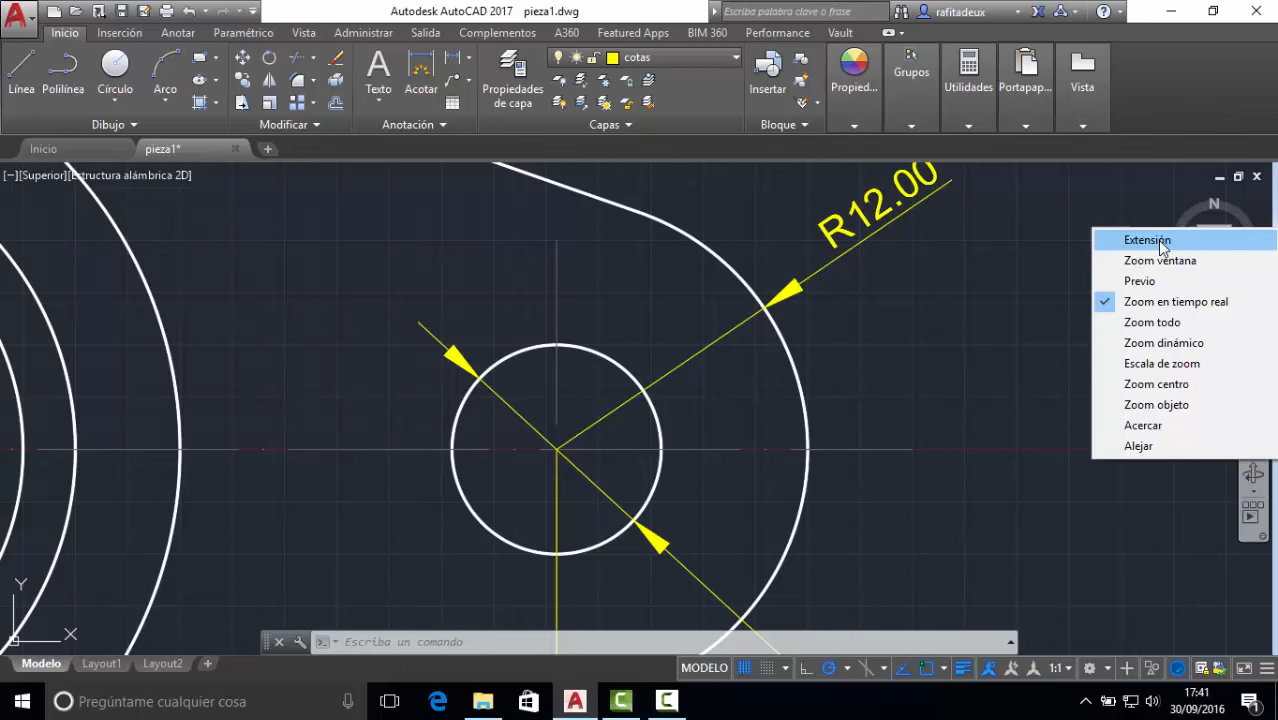 Autodesk AutoCAD 2017 pieza1.dwg
Escriba palabra clave o frase
rafitadeux
Inicio Inserción Anotar Paramétrico Vista Administrar Salida Complementos A360 Featured Apps BIM 360 Performance Vault
cotas
Línea Polilínea Círculo Arco
Texto Acotar
Propiedades
de capa
Insertar
Propied...
Grupos
Utilidades
Portapap...
Vista
Dibujo Modificar Anotación Capas Bloque
Inicio pieza1*
[−][Superior][Estructura alámbrica 2D]
N
R12.00
Extensión
Zoom ventana
Previo
Zoom en tiempo real
Zoom todo
Zoom dinámico
Escala de zoom
Zoom centro
Zoom objeto
Acercar
Alejar
Y
X
Escriba un comando
Modelo Layout1 Layout2
MODELO
1:1
Pregúntame cualquier cosa
17:41
30/09/2016
1